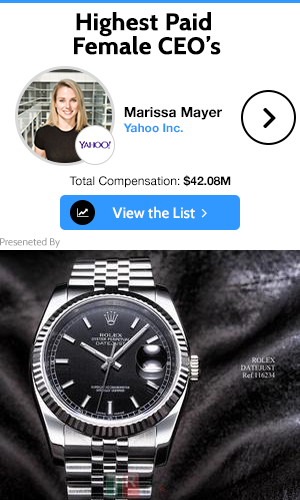 Highest Paid
Female CEO’s
Marissa Mayer
Yahoo Inc.
YAHOO!
Total Compensation: $42.08M
View the List
Preseneted By
ROLEX
OYSTER PERPETUAL
DATEJUST
ROLEX
DATEJUST
Ref.116234